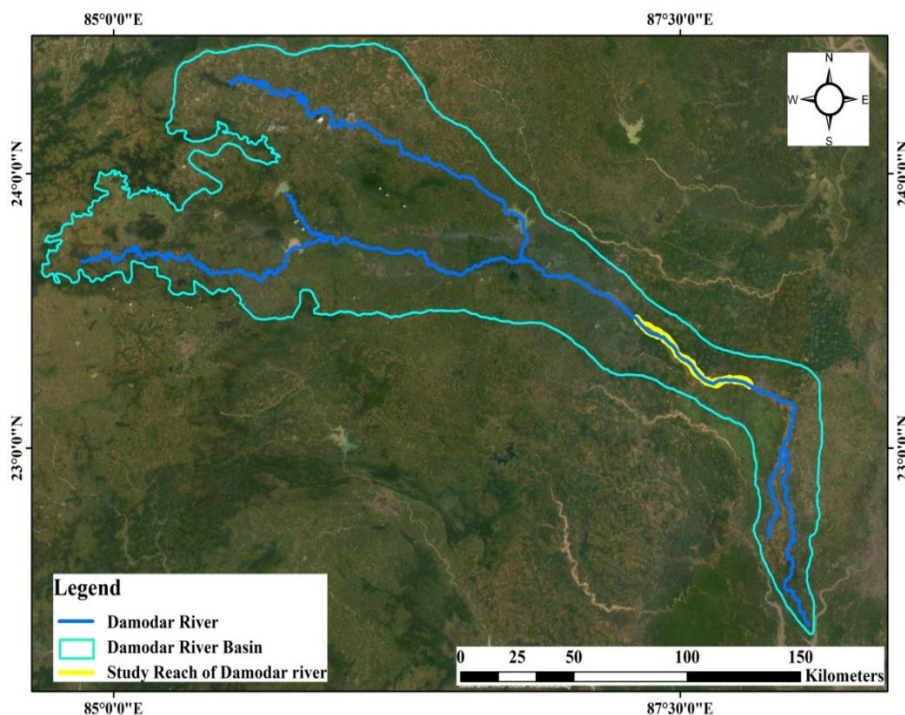 85°0'0"E 87°30'0"E
N
W E
S
24°0'0"N 24°0'0"N
23°0'0"N 23°0'0"N
Legend
Damodar River
Damodar River Basin
Study Reach of Damodar river
0 25 50 100 150
Kilometers
85°0'0"E 87°30'0"E